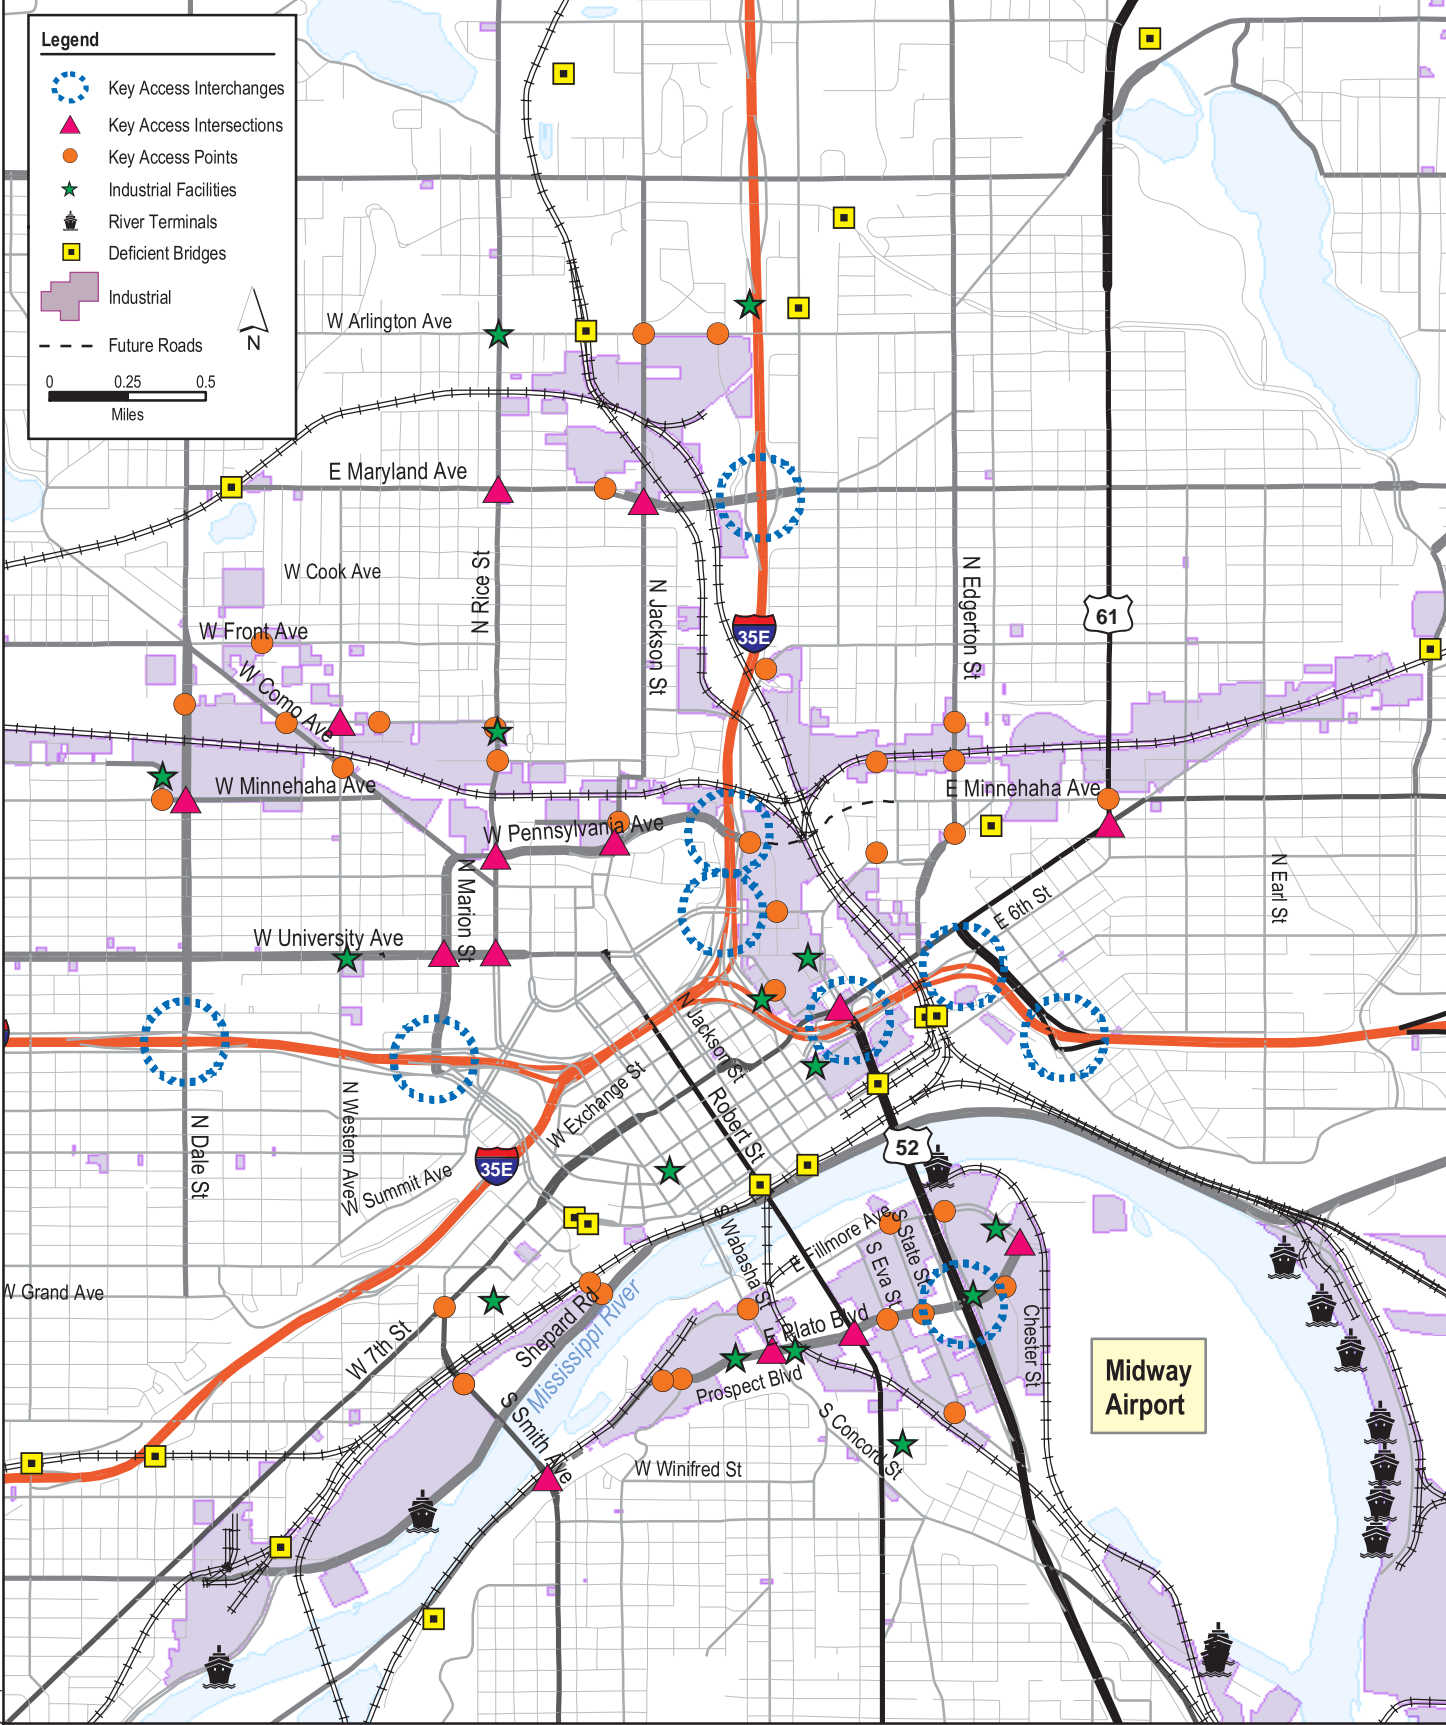 Legend
Key Access Interchanges
Key Access Intersections
Key Access Points
Industrial Facilities
River Terminals
Deficient Bridges
Industrial
Future Roads
N
0 0.25 0.5
Miles
W Arlington Ave
E Maryland Ave
W Cook Ave
N Rice St
N Jackson St
N Edgerton St
61
35E
W Front Ave
W Como Ave
W Minnehaha Ave
E Minnehaha Ave
W Pennsylvania Ave
N Marion St
W University Ave
E 6th St
N Earl St
N Jackson St
W Exchange St
Robert St
N Dale St
N Western Ave
W Summit Ave
35E
52
W Grand Ave
W 7th St
Shepard Rd
Mississippi River
S Wabasha St
E Fillmore Ave
S State St
S Eva St
E Plato Blvd
Chester St
Prospect Blvd
S Concord St
S Smith Ave
W Winifred St
Midway
Airport